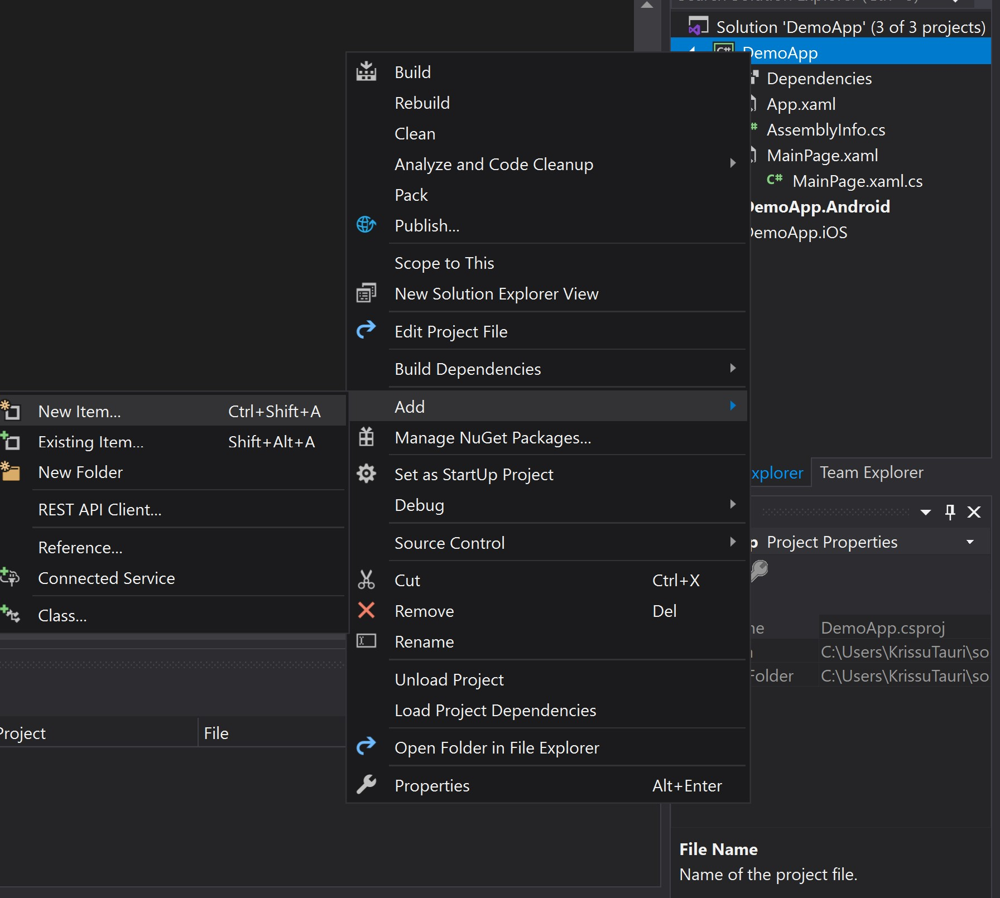 Solution 'DemoApp' (3 of 3 projects)
C# DemoApp
Dependencies
App.xaml
AssemblyInfo.cs
MainPage.xaml
C# MainPage.xaml.cs
DemoApp.Android
DemoApp.iOS
Build
Rebuild
Clean
Analyze and Code Cleanup
Pack
Publish...
Scope to This
New Solution Explorer View
Edit Project File
Build Dependencies
Add
Manage NuGet Packages...
Set as StartUp Project
Debug
Source Control
Cut Ctrl+X
Remove Del
Rename
Unload Project
Load Project Dependencies
Open Folder in File Explorer
Properties Alt+Enter
New Item... Ctrl+Shift+A
Existing Item... Shift+Alt+A
New Folder
REST API Client...
Reference...
Connected Service
Class...
Project File
xplorer Team Explorer
p Project Properties
ne DemoApp.csproj
C:\Users\KrissuTauri\so
Folder C:\Users\KrissuTauri\so
File Name
Name of the project file.